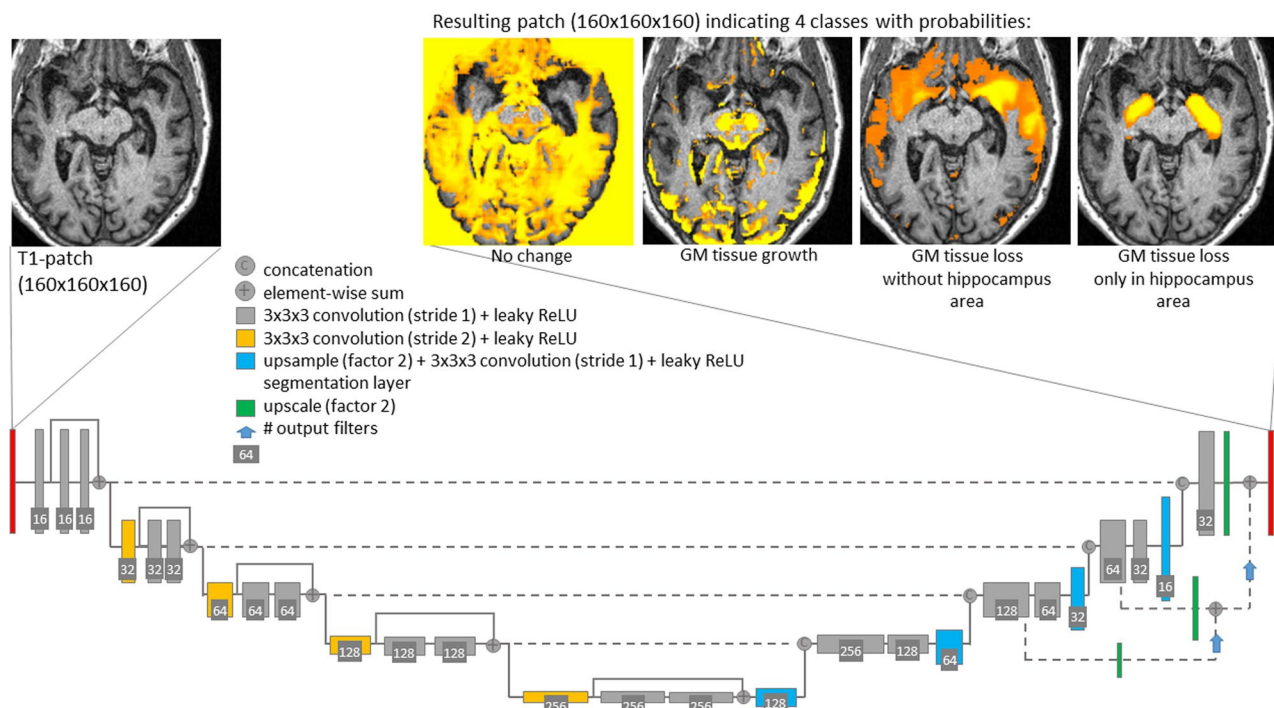 Resulting patch (160x160x160) indicating 4 classes with probabilities:
T1-patch
(160x160x160)
No change
GM tissue growth
GM tissue loss
without hippocampus
area
GM tissue loss
only in hippocampus
area
C concatenation
+ element-wise sum
3x3x3 convolution (stride 1) + leaky ReLU
3x3x3 convolution (stride 2) + leaky ReLU
upsample (factor 2) + 3x3x3 convolution (stride 1) + leaky ReLU
segmentation layer
upscale (factor 2)
# output filters
64
16 16 16 +
32 32 32 +
64 64 64 +
128 128 128 +
256 256 256 + 128
C 256 128 64
C 128 64 32
C 64 32 16
C 32 +
+